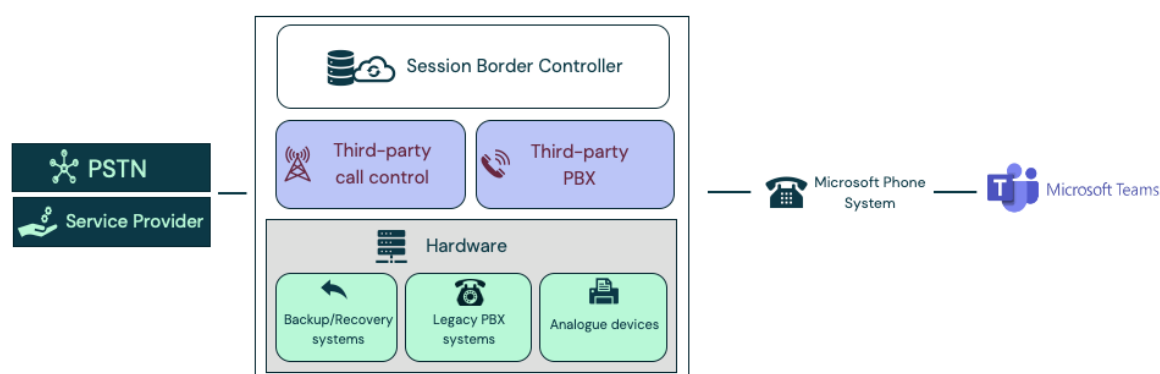 Session Border Controller
Third-party
call control
Third-party
PBX
PSTN
Service Provider
Hardware
Backup/Recovery
systems
Legacy PBX
systems
Analogue devices
Microsoft Phone
System
T
Microsoft Teams